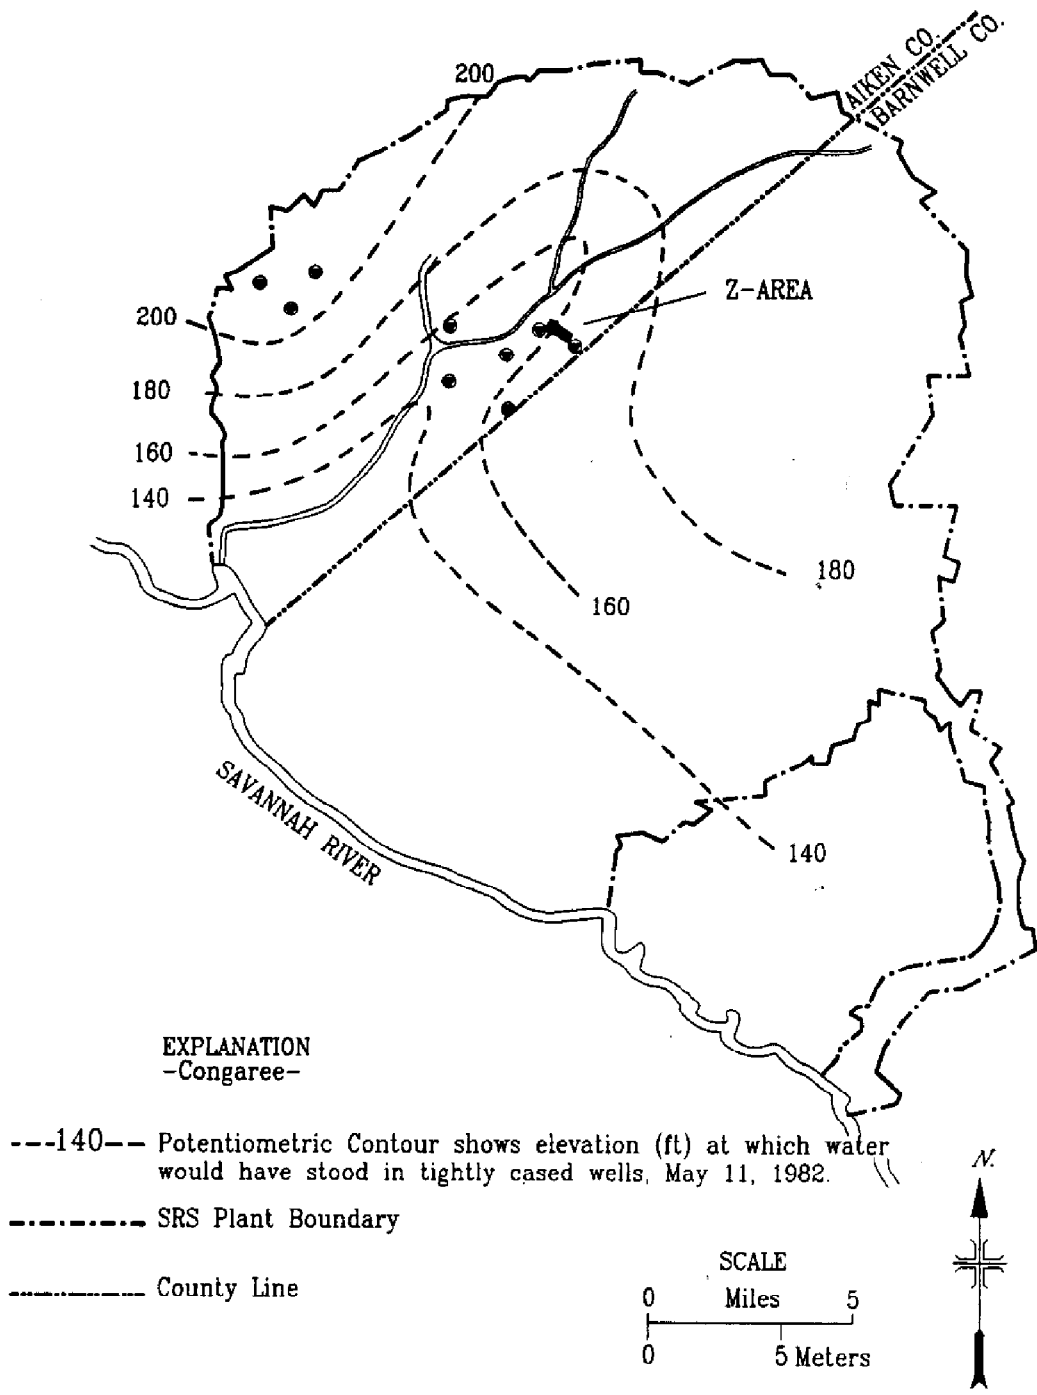 200
AIKEN CO.
BARNWELL CO.
Z-AREA
200
180
160
140
180
160
140
SAVANNAH RIVER
EXPLANATION
-Congaree-
---140-- Potentiometric Contour shows elevation (ft) at which water
would have stood in tightly cased wells, May 11, 1982.
SRS Plant Boundary
County Line
N.
SCALE
0 Miles 5
0 5 Meters